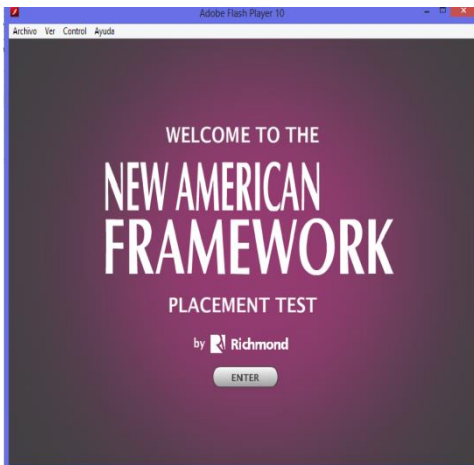 Adobe Flash Player 10
Archivo Ver Control Ayuda
WELCOME TO THE
NEW AMERICAN
FRAMEWORK
PLACEMENT TEST
by Richmond
ENTER